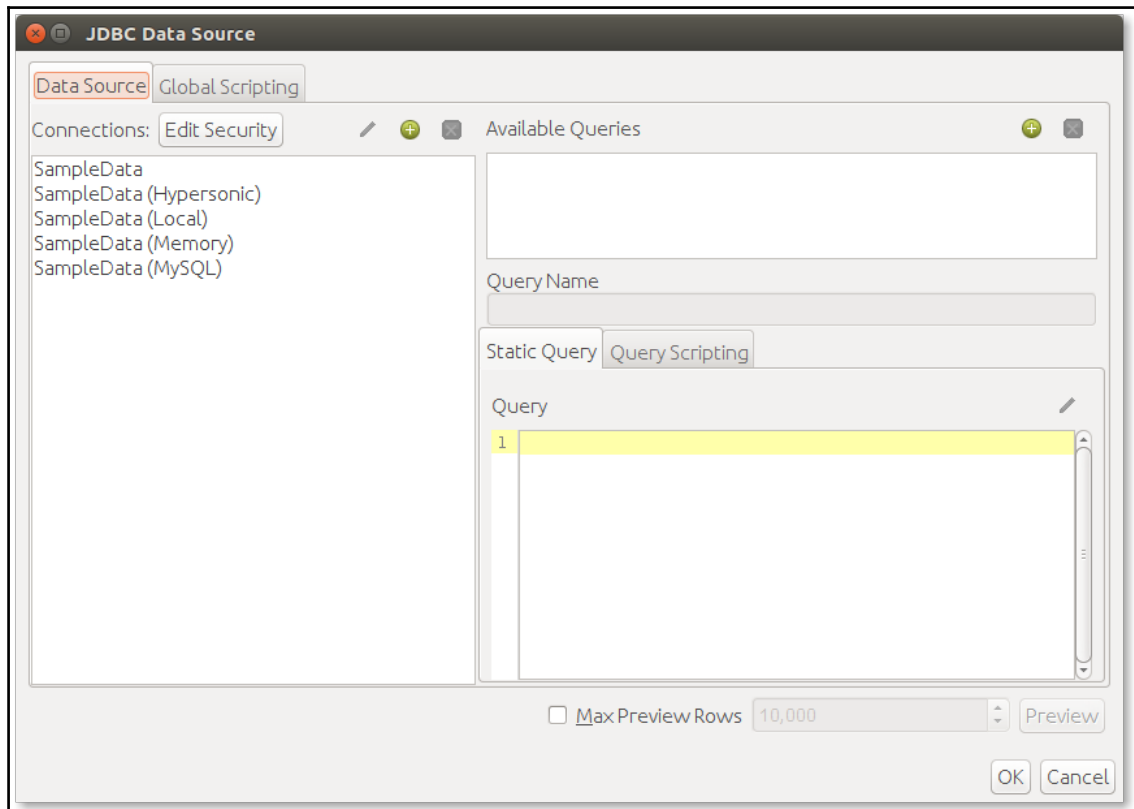 JDBC Data Source
Data Source Global Scripting
Connections: Edit Security
SampleData
SampleData (Hypersonic)
SampleData (Local)
SampleData (Memory)
SampleData (MySQL)
Available Queries
Query Name
Static Query Query Scripting
Query
1
Max Preview Rows 10,000 Preview
OK Cancel